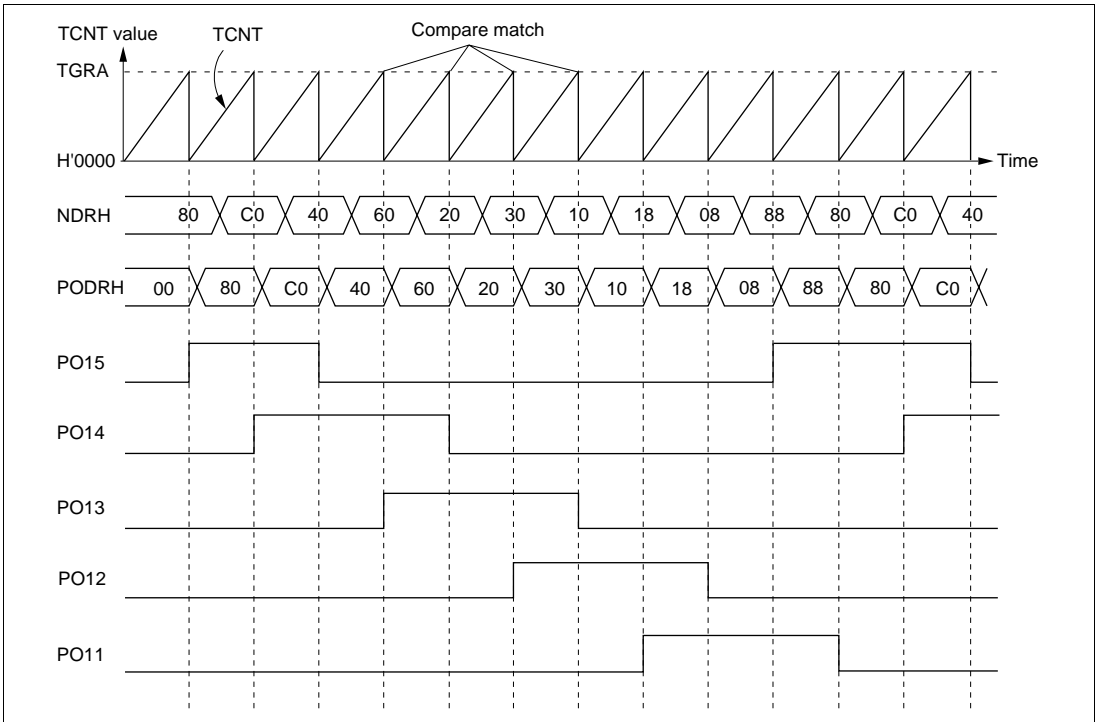 TCNT value TCNT Compare match
TGRA
H'0000 Time
NDRH 80 C0 40 60 20 30 10 18 08 88 80 C0 40
PODRH 00 80 C0 40 60 20 30 10 18 08 88 80 C0
PO15
PO14
PO13
PO12
PO11